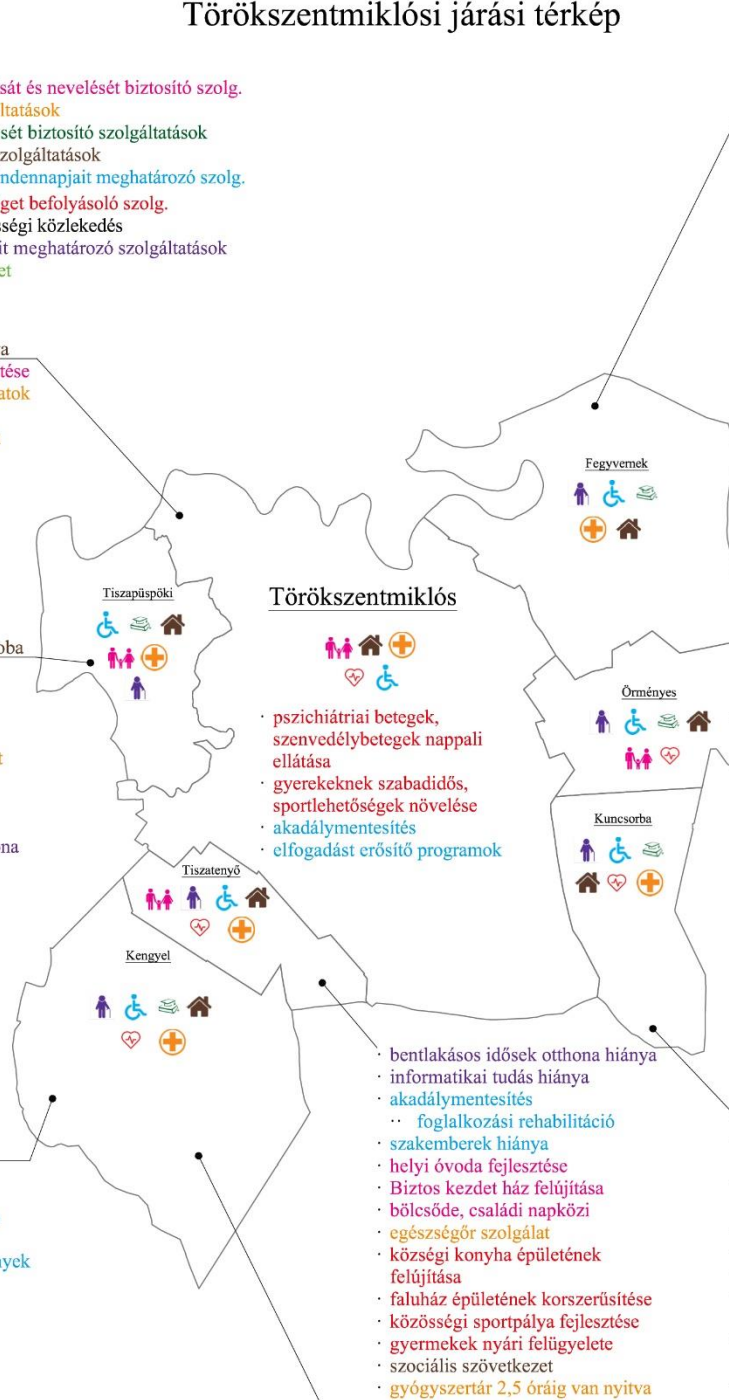 Törökszentmiklósi járási térkép
sát és nevelését biztosító szolg.
ltatások
sét biztosító szolgáltatások
zolgáltatások
ndennapjait meghatározó szolg.
get befolyásoló szolg.
sségi közlekedés
it meghatározó szolgáltatások
et
a
tése
atok
Fegyvernek
Tiszapüspöki
Törökszentmiklós
oba
· pszichiátriai betegek,
szenvedélybetegek nappali
ellátása
· gyerekeknek szabadidős,
sportlehetőségek növelése
· akadálymentesítés
· elfogadást erősítő programok
Örményes
t
Kuncsorba
na
Tiszatenyő
Kengyel
· bentlakásos idősek otthona hiánya
· informatikai tudás hiánya
· akadálymentesítés
·· foglalkozási rehabilitáció
· szakemberek hiánya
· helyi óvoda fejlesztése
· Biztos kezdet ház felújítása
· bölcsőde, családi napközi
· egészségőr szolgálat
· községi konyha épületének
felújítása
· faluház épületének korszerűsítése
· közösségi sportpálya fejlesztése
· gyermekek nyári felügyelete
· szociális szövetkezet
· gyógyszertár 2,5 óráig van nyitva
nyek